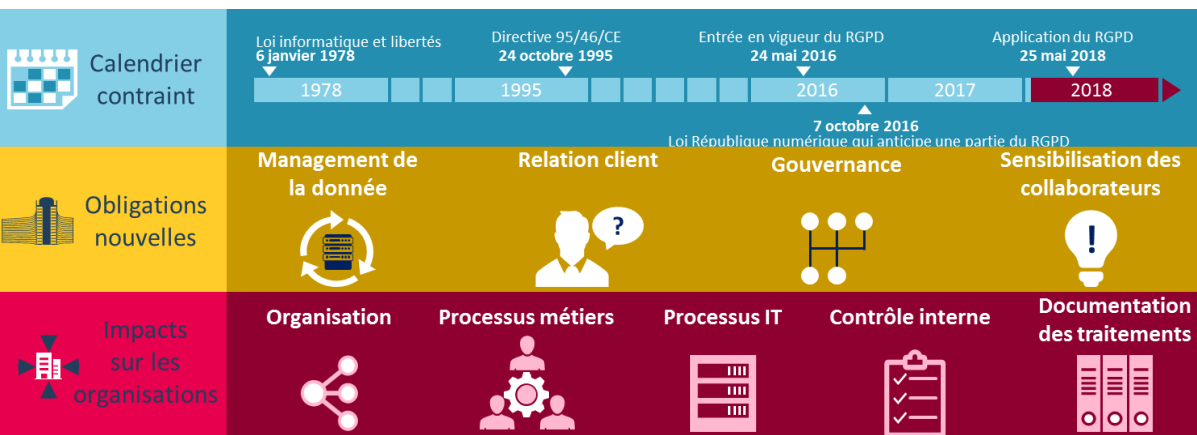 Calendrier
contraint
Loi informatique et libertés
6 janvier 1978
Directive 95/46/CE
24 octobre 1995
Entrée en vigueur du RGPD
24 mai 2016
Application du RGPD
25 mai 2018
1978
1995
2016
2017
2018
7 octobre 2016
Loi République numérique qui anticipe une partie du RGPD
Obligations
nouvelles
Management de
la donnée
Relation client
?
Gouvernance
Sensibilisation des
collaborateurs
!
Impacts
sur les
organisations
Organisation
Processus métiers
Processus IT
Contrôle interne
Documentation
des traitements